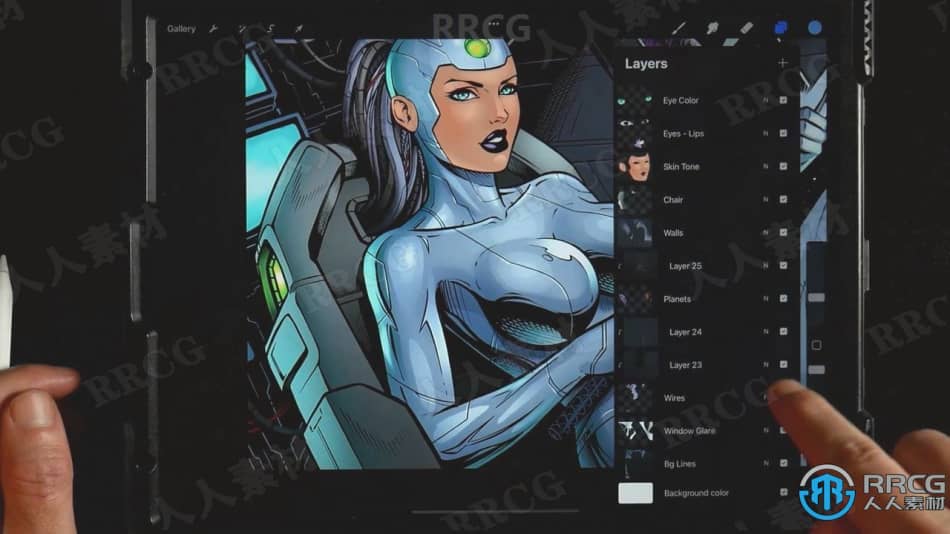 RRCG
Gallery
Layers
Eye Color N
Eyes - Lips N
Skin Tone N
Chair N
Walls N
Layer 25 N
Planets N
Layer 24 N
Layer 23 N
Wires
Window Glare N
Bg Lines N
Background color
RRCG
人人素材